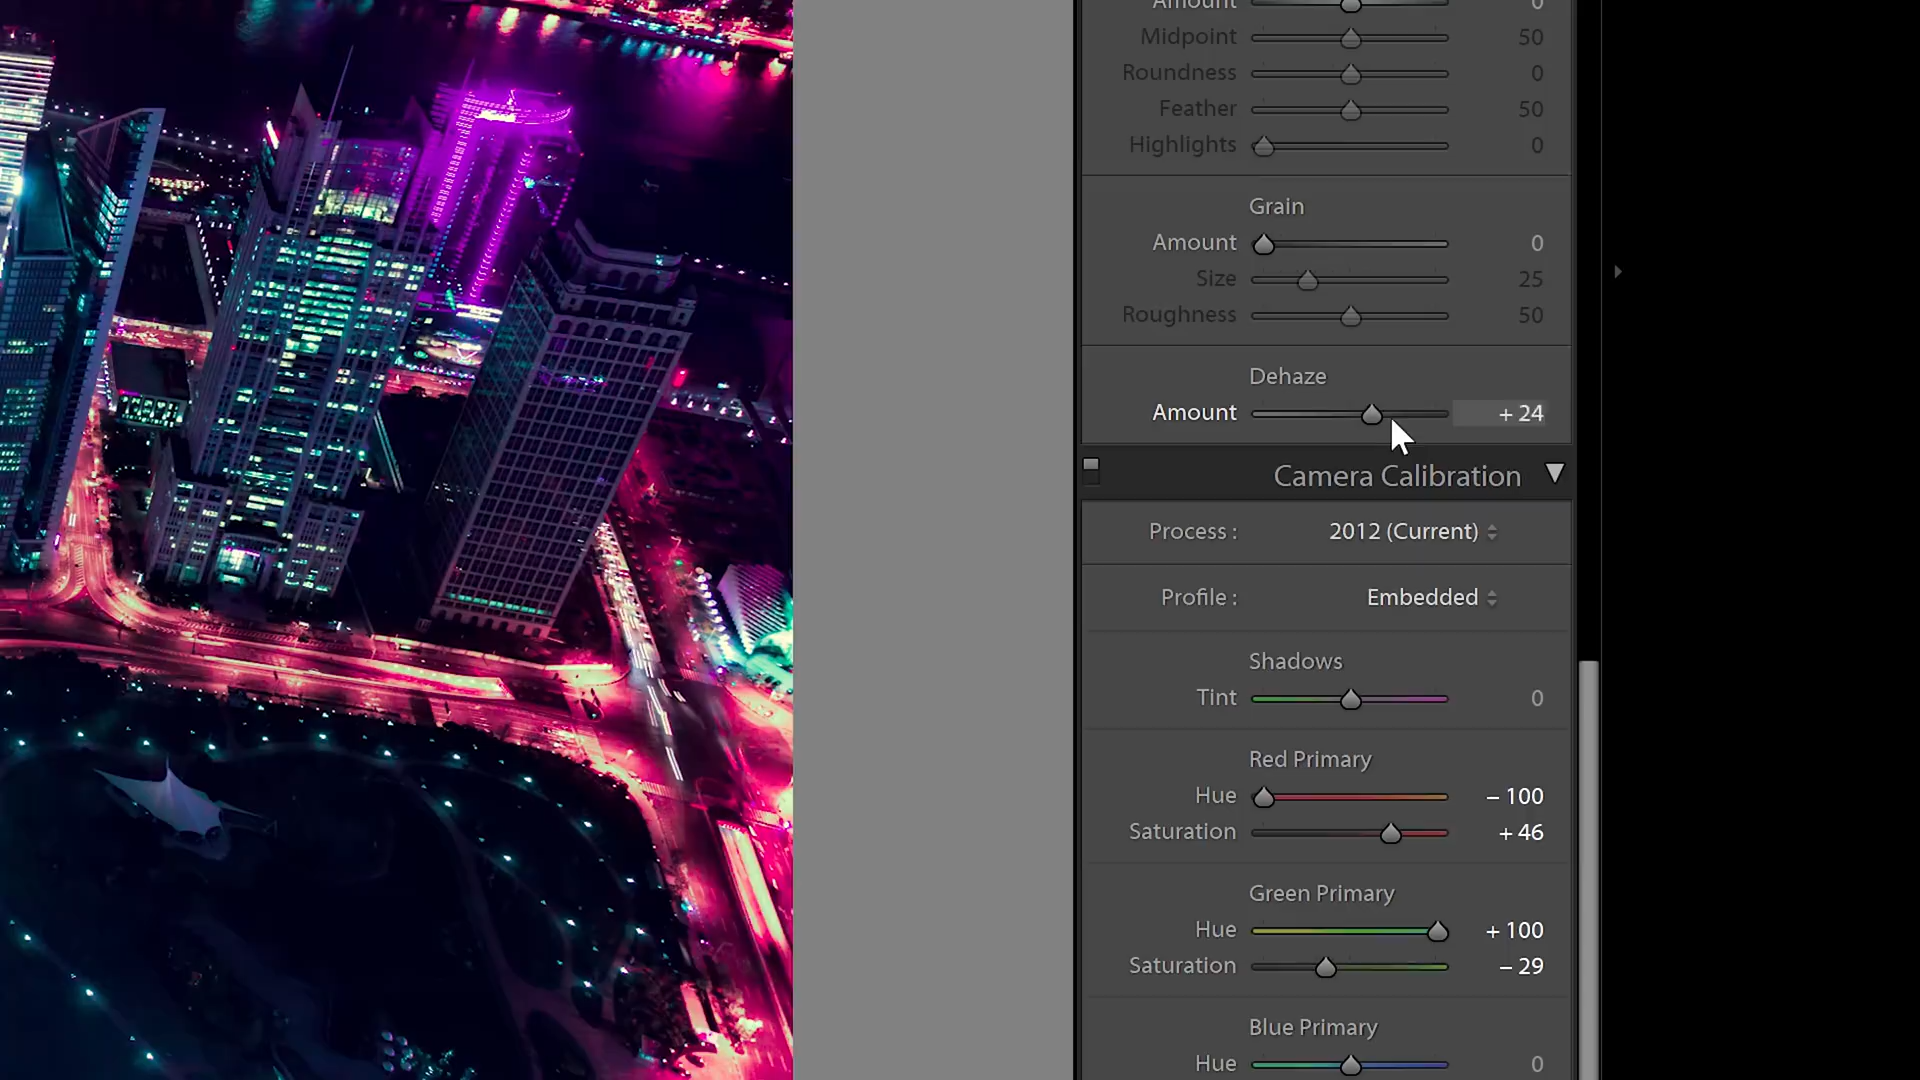 Amount 0
Midpoint 50
Roundness 0
Feather 50
Highlights 0
Grain
Amount 0
Size 25
Roughness 50
Dehaze
Amount + 24
Camera Calibration
Process : 2012 (Current)
Profile : Embedded
Shadows
Tint 0
Red Primary
Hue – 100
Saturation + 46
Green Primary
Hue + 100
Saturation – 29
Blue Primary
Hue 0